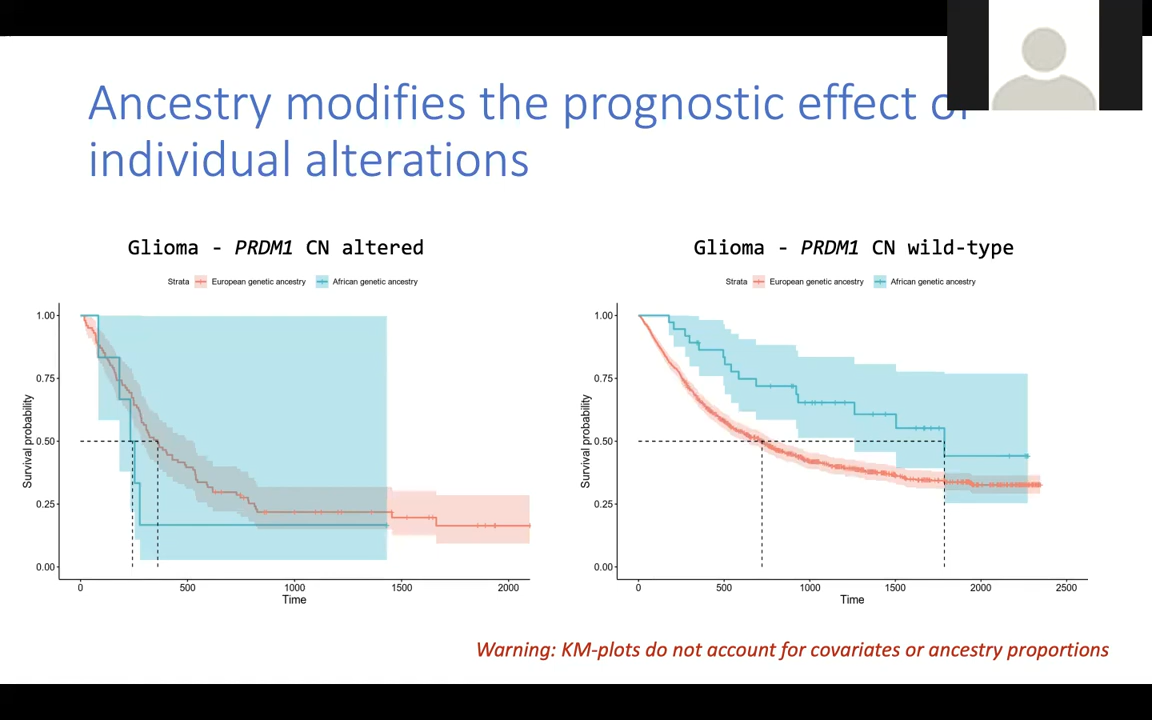 Ancestry modifies the prognostic effect of
individual alterations
Glioma - PRDM1 CN altered
Strata European genetic ancestry African genetic ancestry
1.00
0.75
0.50
0.25
0.00
Survival probability
0 500 1000 1500 2000
Time
Glioma - PRDM1 CN wild-type
Strata European genetic ancestry African genetic ancestry
1.00
0.75
0.50
0.25
0.00
Survival probability
0 500 1000 1500 2000 2500
Time
Warning: KM-plots do not account for covariates or ancestry proportions